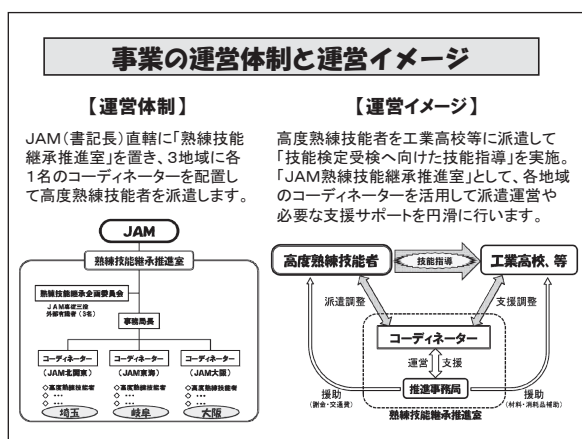 事業の運営体制と運営イメージ
【運営体制】
JAM（書記長）直轄に「熟練技能
継承推進室」を置き、3地域に各
1名のコーディネーターを配置し
て高度熟練技能者を派遣します。
JAM
熟練技能継承推進室
熟練技能継承企画委員会
JAM専従三役
外部有識者（3名）
事務局長
コーディネーター
（JAM北関東）
コーディネーター
（JAM東海）
コーディネーター
（JAM大阪）
◇高度熟練技能者
◇ …
◇ …
◇高度熟練技能者
◇ …
◇ …
◇高度熟練技能者
◇ …
◇ …
埼玉
岐阜
大阪
【運営イメージ】
高度熟練技能者を工業高校等に派遣して
「技能検定受検へ向けた技能指導」を実施。
「JAM熟練技能継承推進室」として、各地域
のコーディネーターを活用して派遣運営や
必要な支援サポートを円滑に行います。
高度熟練技能者
技能指導
工業高校、等
派遣調整
支援調整
コーディネーター
運営
支援
推進事務局
援助
（謝金・交通費）
援助
（材料・消耗品補助）
熟練技能継承推進室